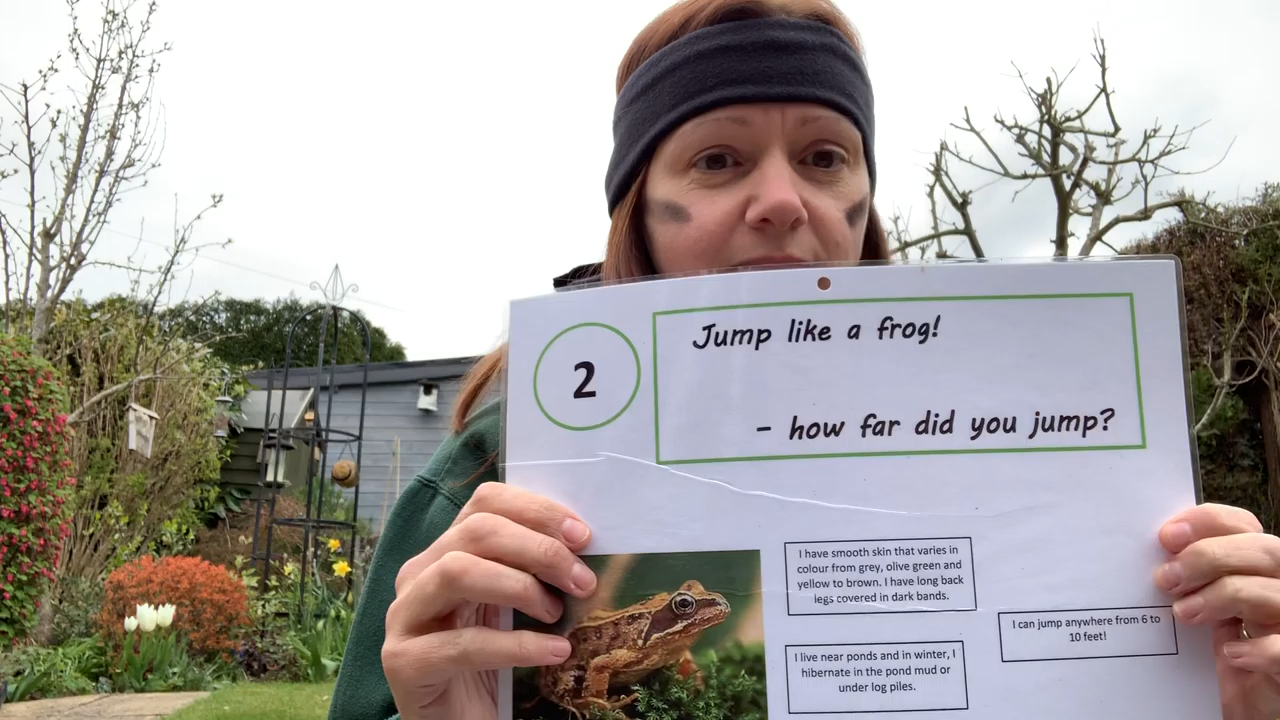 2
Jump like a frog!
- how far did you jump?
I have smooth skin that varies in
colour from grey, olive green and
yellow to brown. I have long back
legs covered in dark bands.
I can jump anywhere from 6 to
10 feet!
I live near ponds and in winter, I
hibernate in the pond mud or
under log piles.